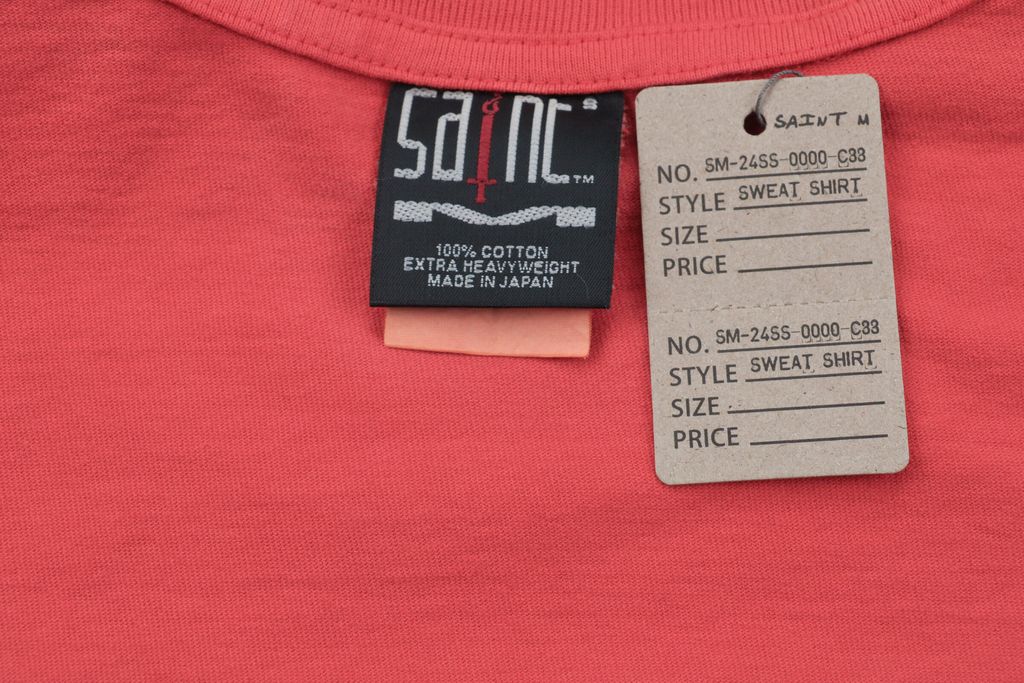 SAINt S
TM
100% COTTON
EXTRA HEAVYWEIGHT
MADE IN JAPAN
SAINT M
NO. SM-24SS-0000-C33
STYLE SWEAT SHIRT
SIZE
PRICE
NO. SM-24SS-0000-C33
STYLE SWEAT SHIRT
SIZE
PRICE